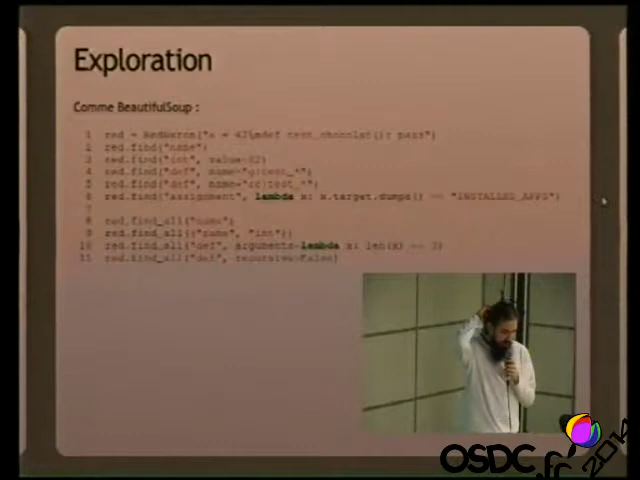 Exploration
Comme BeautifulSoup :
1 red = RedBaron("a = 42\ndef test_chocolat(): pass")
2 red.find("name")
3 red.find("int", value=42)
4 red.find("def", name="g:test_*")
5 red.find("def", name="re:test_*")
6 red.find("assignment", lambda x: x.target.dumps() == "INSTALLED_APPS")
7
8 red.find_all("name")
9 red.find_all(("name", "int"))
10 red.find_all("def", arguments=lambda x: len(x) == 3)
11 red.find_all("def", recursive=False)
OSDC.fr 2014